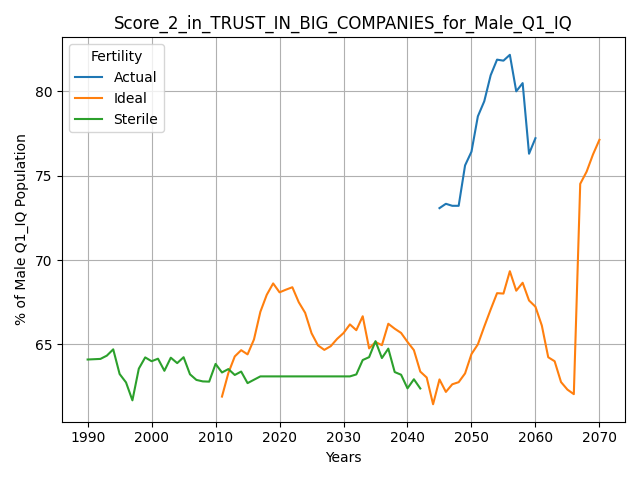 Score_2_in_TRUST_IN_BIG_COMPANIES_for_Male_Q1_IQ
Fertility
Actual
Ideal
Sterile
% of Male Q1_IQ Population
80
75
70
65
1990 2000 2010 2020 2030 2040 2050 2060 2070
Years